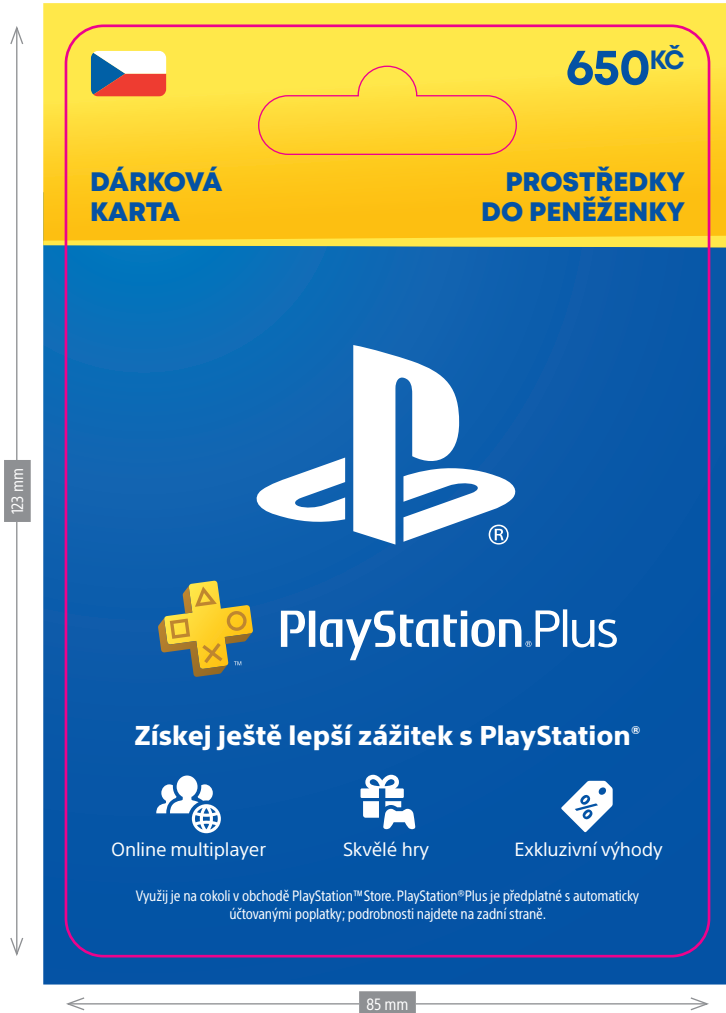 650KČ
DÁRKOVÁ
KARTA
PROSTŘEDKY
DO PENĚŽENKY
123 mm
®
TM
PlayStation®Plus
Získej ještě lepší zážitek s PlayStation®
Online multiplayer
Skvělé hry
Exkluzivní výhody
Využij je na cokoli v obchodě PlayStation™Store. PlayStation®Plus je předplatné s automaticky
účtovanými poplatky; podrobnosti najdete na zadní straně.
85 mm